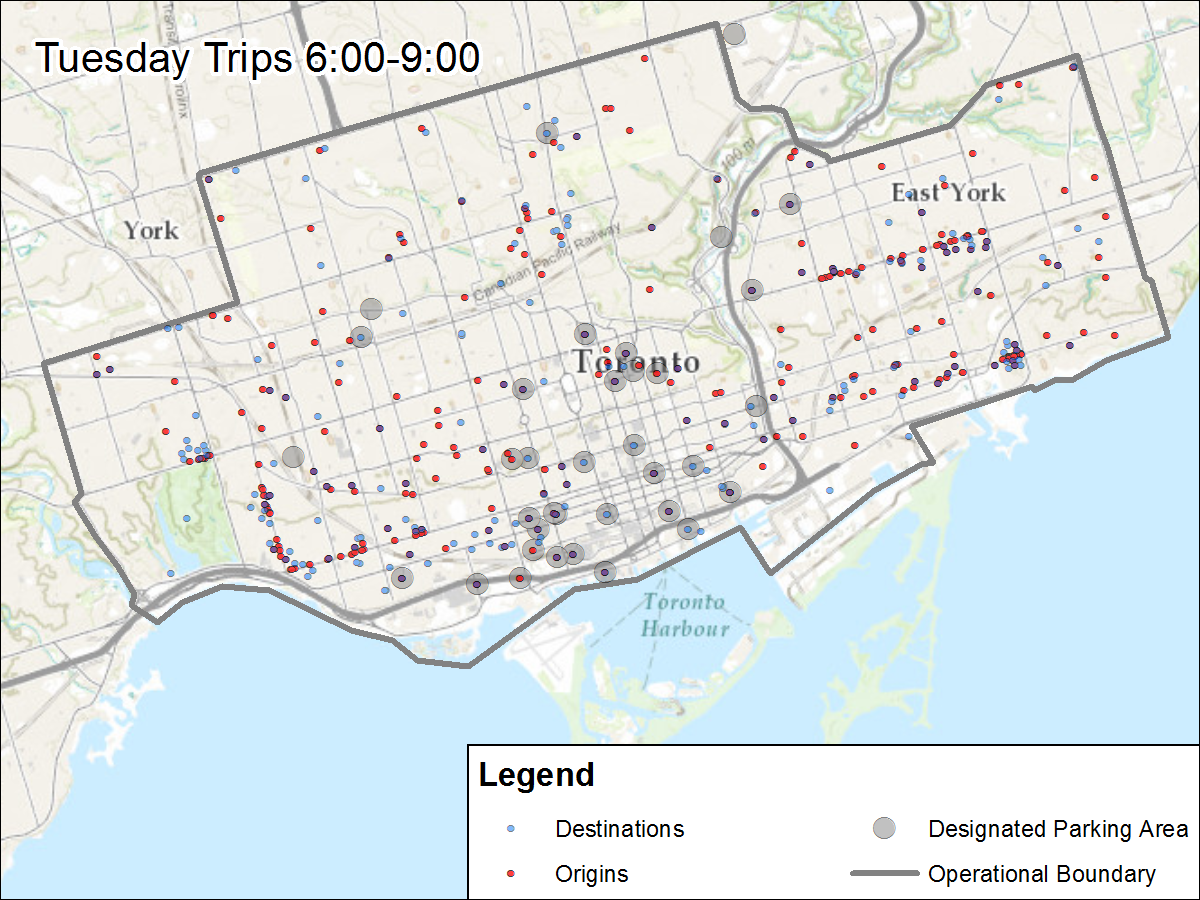 Tuesday Trips 6:00-9:00
100 m
York
East York
Canadian Pacific Railway
Toronto
Toronto
Harbour
Legend
Destinations
Designated Parking Area
Origins
Operational Boundary